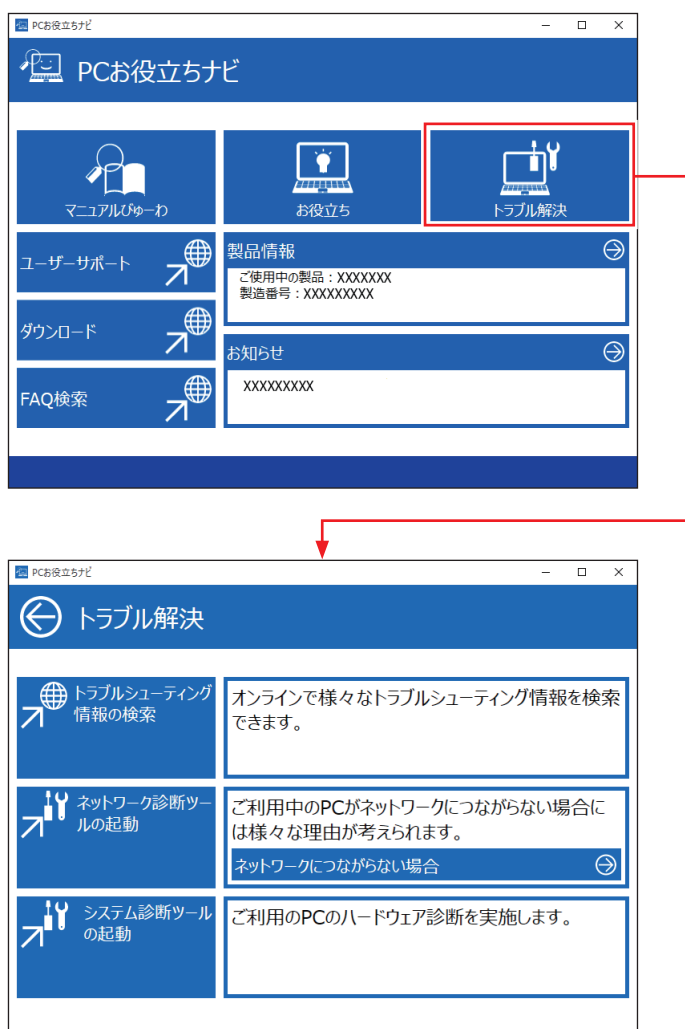 PCお役立ちナビ
PCお役立ちナビ
マニュアルびゅーわ
お役立ち
トラブル解決
ユーザーサポート
製品情報
ご使用中の製品：XXXXXXX
製造番号：XXXXXXXXX
ダウンロード
お知らせ
XXXXXXXXX
FAQ検索
PCお役立ちナビ
トラブル解決
トラブルシューティング
情報の検索
オンラインで様々なトラブルシューティング情報を検索
できます。
ネットワーク診断ツー
ルの起動
ご利用中のPCがネットワークにつながらない場合に
は様々な理由が考えられます。
ネットワークにつながらない場合
システム診断ツール
の起動
ご利用のPCのハードウェア診断を実施します。